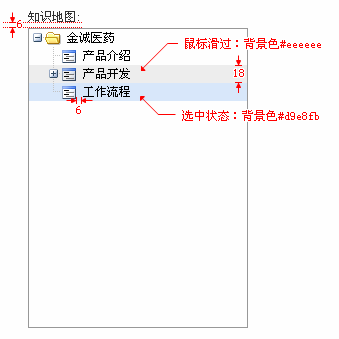 知识地图:
6
金诚医药
鼠标滑过：背景色#eeeeee
产品介绍
产品开发
18
工作流程
6
选中状态：背景色#d9e8fb